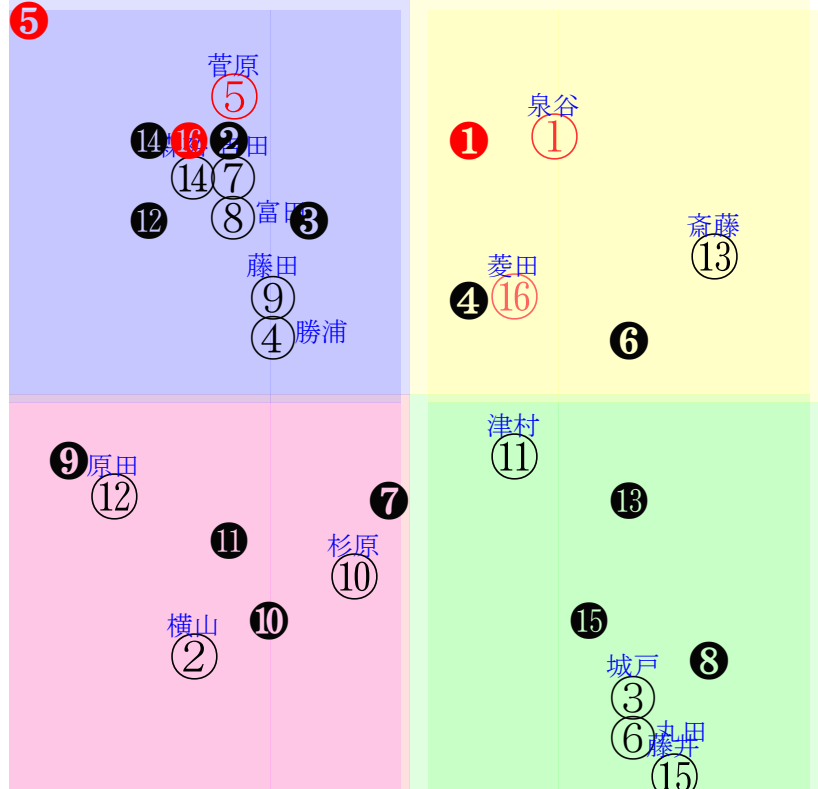 ❺
菅原
⑤
泉谷
⓮ ⓰ ❷
田
❶ ①
⑭ ⑦
⓬ ⑧ 富田 ❸
斎藤
⑬
藤田
菱田
⑨
❹ ⑯
④ 勝浦
❻
津村
⑪
❾ 原田
⑫
❼
⓭
⓫
杉原
⑩
❿
横山
②
⓯
城戸
❽
③
⑥ 丸田
藤井
⑮